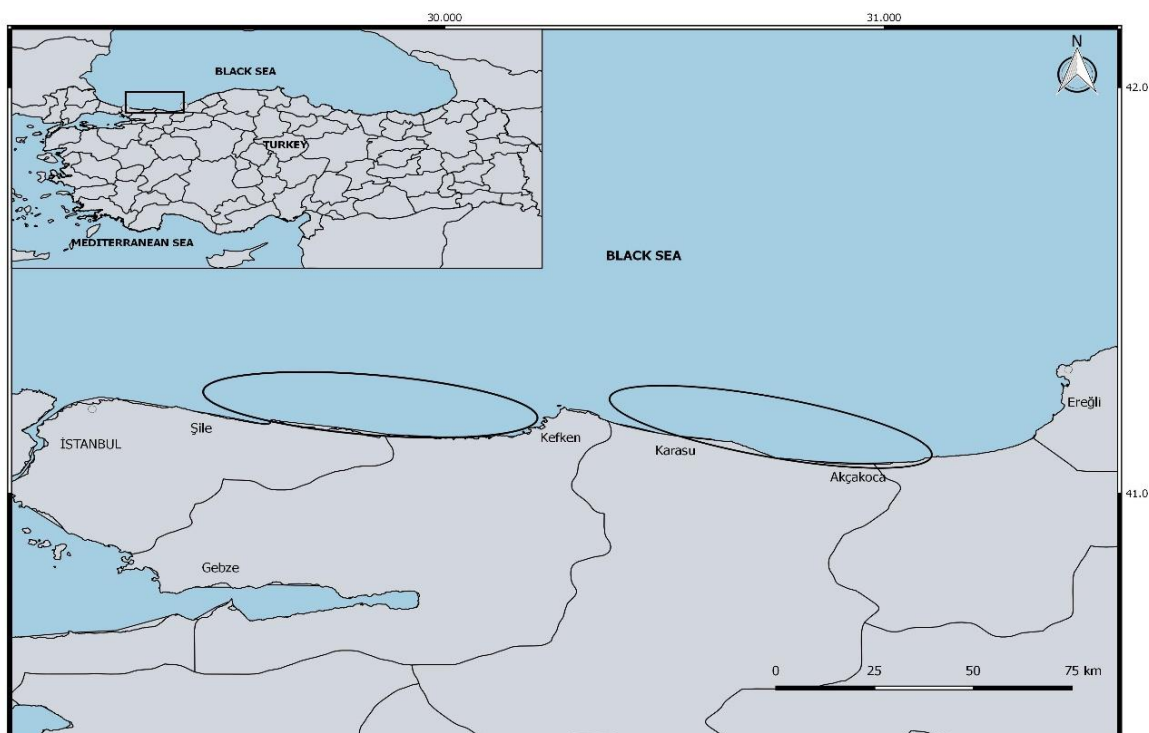 30.000
31.000
BLACK SEA
N
42.0
TURKEY
MEDITERRANEAN SEA
BLACK SEA
Ereğli
Şile
İSTANBUL
Kefken
Karasu
Akçakoca
41.0
Gebze
0 25 50 75 km